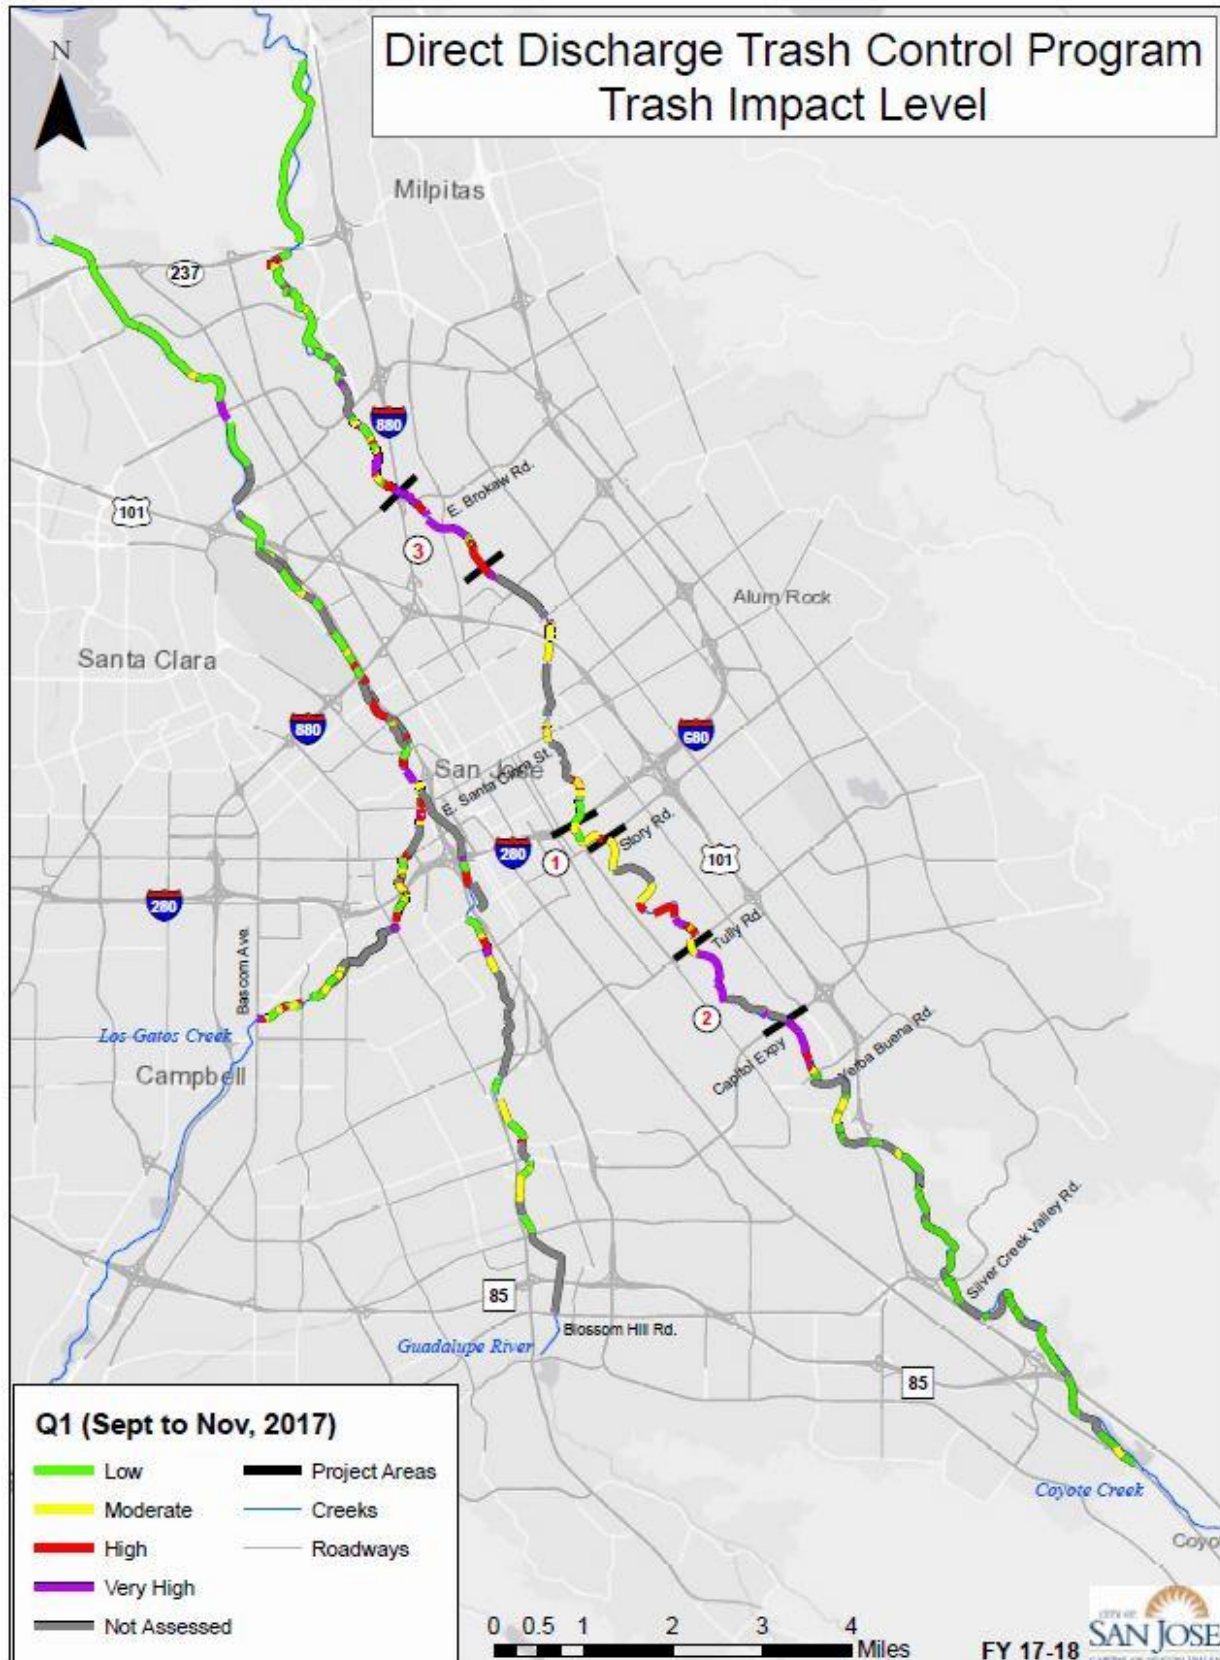 Direct Discharge Trash Control Program
Trash Impact Level
N
Milpitas
237
880
E. Brokaw Rd.
101
3
Alum Rock
Santa Clara
880
680
San Jose
E. Santa Clara St.
Story Rd.
280
1
101
280
Tully Rd.
Bascom Ave.
2
Los Gatos Creek
Capitol Expy
Yerba Buena Rd.
Campbell
Silver Creek Valley Rd.
85
Blossom Hill Rd.
Guadalupe River
85
Coyote Creek
Coyo
Q1 (Sept to Nov, 2017)
Low
Moderate
High
Very High
Not Assessed
Project Areas
Creeks
Roadways
0 0.5 1 2 3 4
Miles
FY 17-18
CITY OF
SAN JOSE